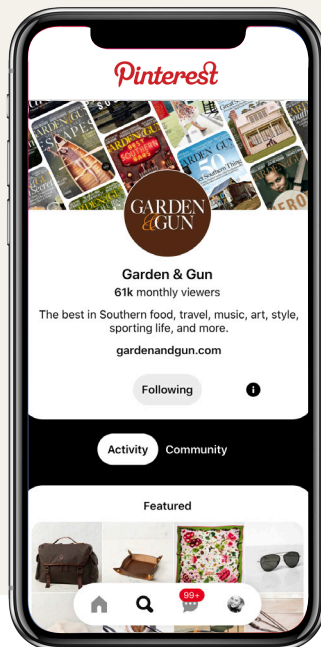 Pinterest
GARDEN
&GUN
Garden & Gun
61k monthly viewers
The best in Southern food, travel, music, art, style,
sporting life, and more.
gardenandgun.com
Following
Activity
Community
Featured
99+